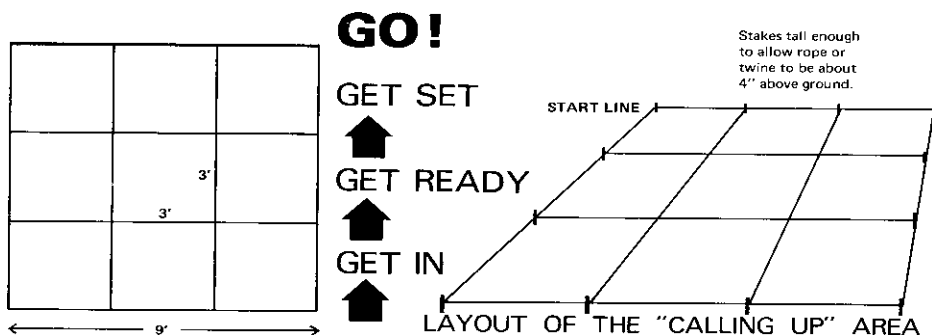 GO!
GET SET
GET READY
GET IN
3'
3'
9'
Stakes tall enough
to allow rope or
twine to be about
4" above ground.
START LINE
LAYOUT OF THE "CALLING UP" AREA